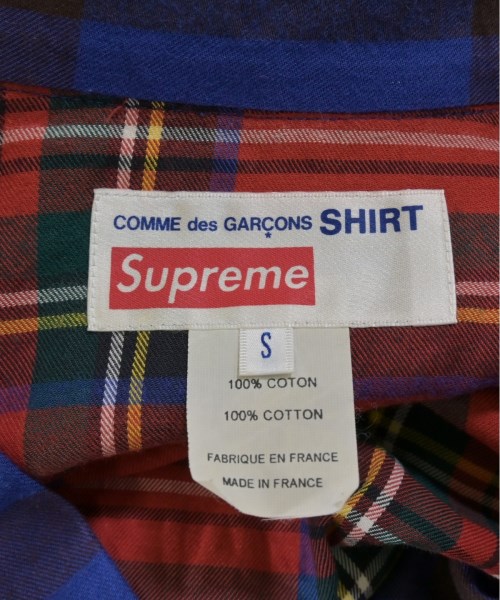 COMME des GARÇONS SHIRT
Supreme
S
100% COTON
100% COTTON
FABRIQUE EN FRANCE
MADE IN FRANCE